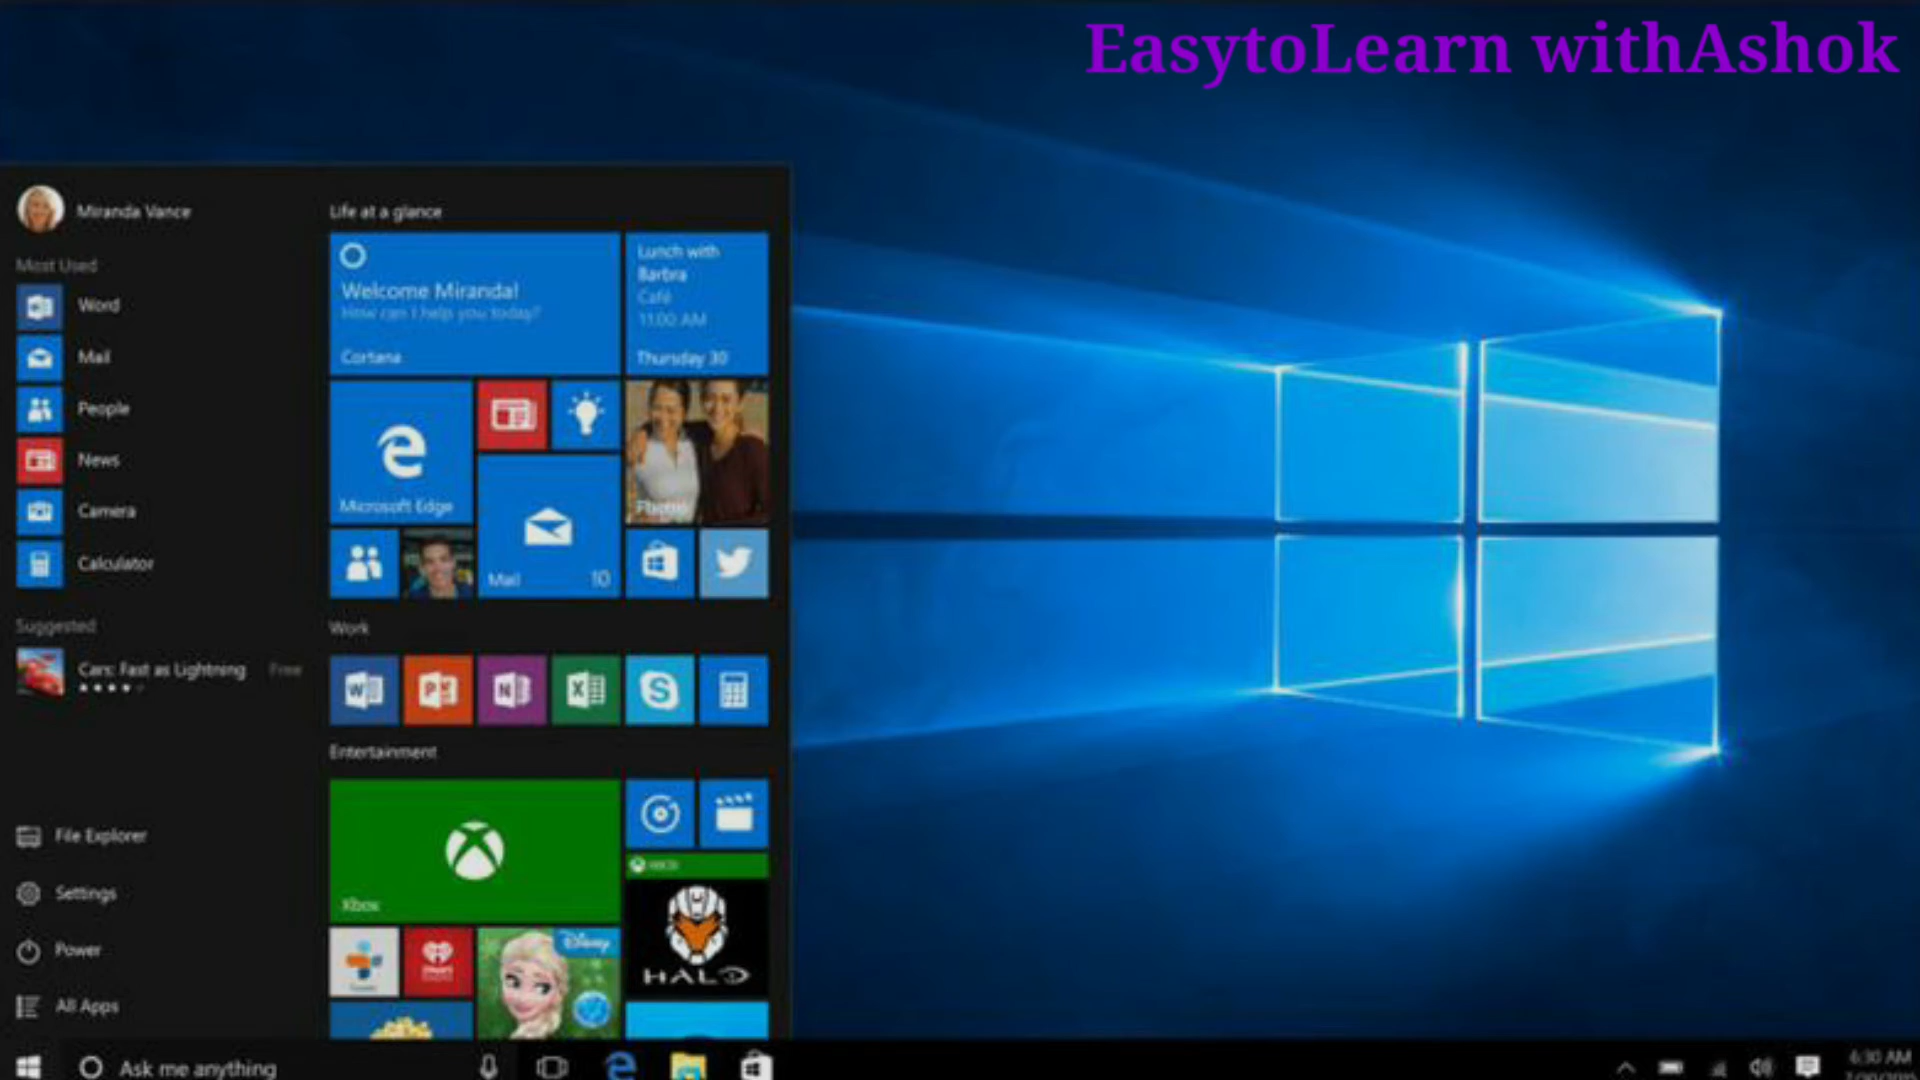 EasytoLearn withAshok
Miranda Vance
Most Used
Word
Mail
People
News
Camera
Calculator
Suggested
Cars: Fast as Lightning Free
File Explorer
Settings
Power
All Apps
Life at a glance
Welcome Miranda!
How can I help you today?
Cortana
Lunch with
Barbra
Café
11:00 AM
Thursday 30
Microsoft Edge
Mail 10
Photos
Work
W
P
N
X
S
Entertainment
Xbox
XBOX
HALO
iHeart
Disney
Ask me anything
6:30 AM